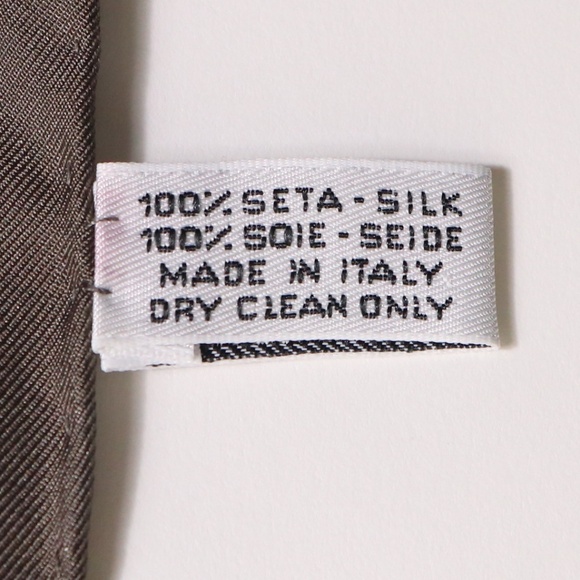 100% SETA - SILK
100% SOIE - SEIDE
MADE IN ITALY
DRY CLEAN ONLY